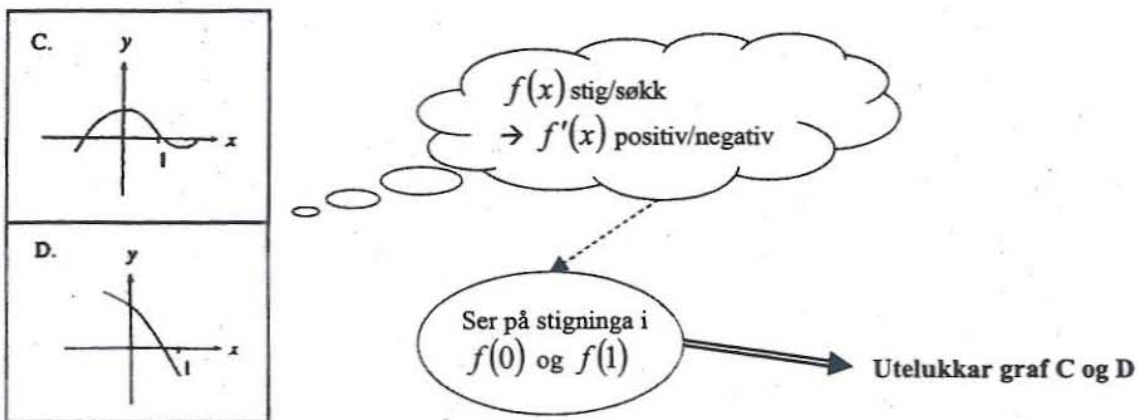 C.
y
x
1
D.
y
x
1
f(x) stig/søkk
→ f'(x) positiv/negativ
Ser på stigninga i
f(0) og f(1)
Utelukkar graf C og D